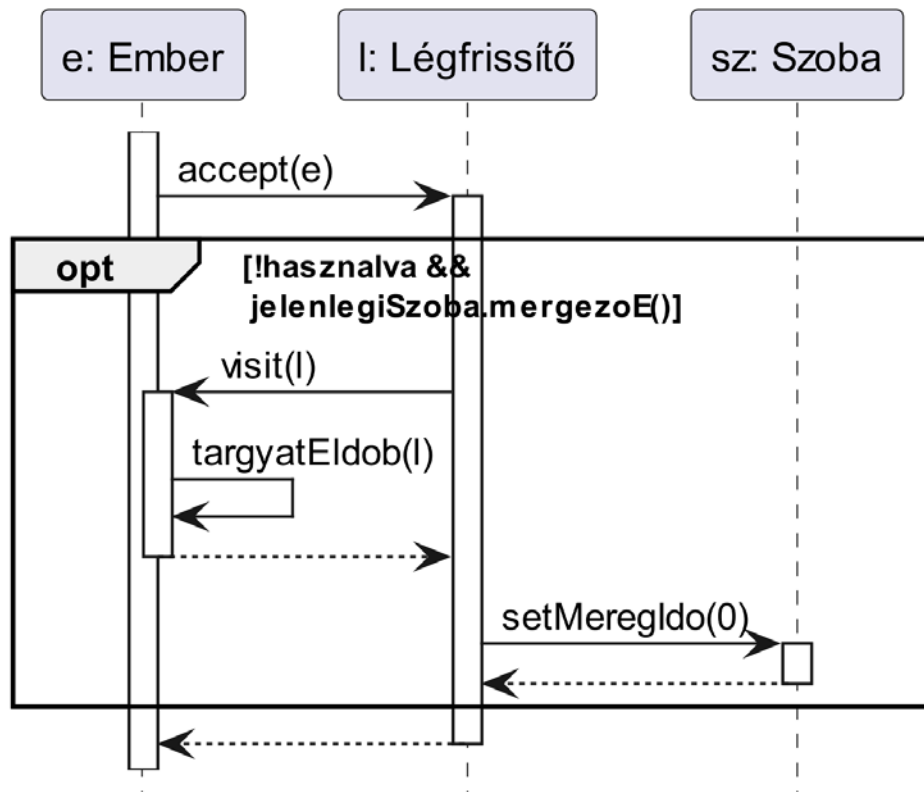 e: Ember
l: Légfrissítő
sz: Szoba
accept(e)
opt
[!hasznalva &&
jelenlegiSzoba.mergezoE()]
visit(l)
targyatEldob(l)
setMeregIdo(0)